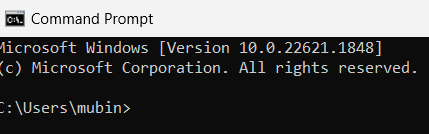 Command Prompt
Microsoft Windows [Version 10.0.22621.1848]
(c) Microsoft Corporation. All rights reserved.
C:\Users\mubin>